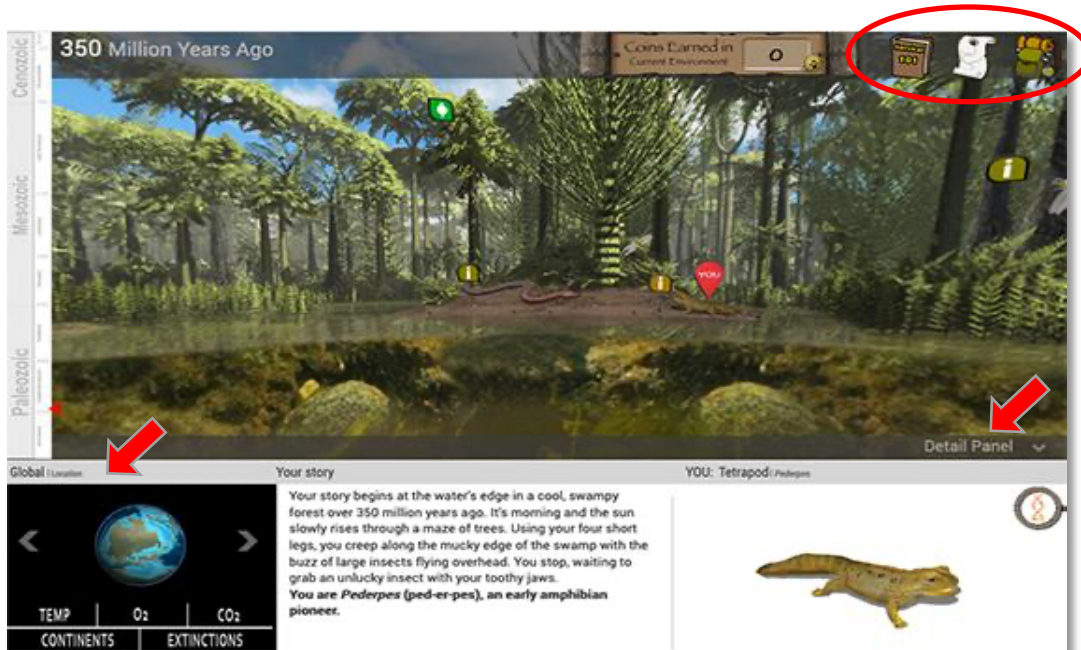 350 Million Years Ago
Coins Earned in
Current Environment
0
Cenozoic
Mesozoic
Paleozoic
i
i
i
YOU
Detail Panel
Global | Location
Your story
YOU: Tetrapod | Pederpes
Your story begins at the water's edge in a cool, swampy
forest over 350 million years ago. It's morning and the sun
slowly rises through a maze of trees. Using your four short
legs, you creep along the mucky edge of the swamp with the
buzz of large insects flying overhead. You stop, waiting to
grab an unlucky insect with your toothy jaws.
You are Pederpes (ped-er-pes), an early amphibian
pioneer.
TEMP
O₂
CO₂
CONTINENTS
EXTINCTIONS